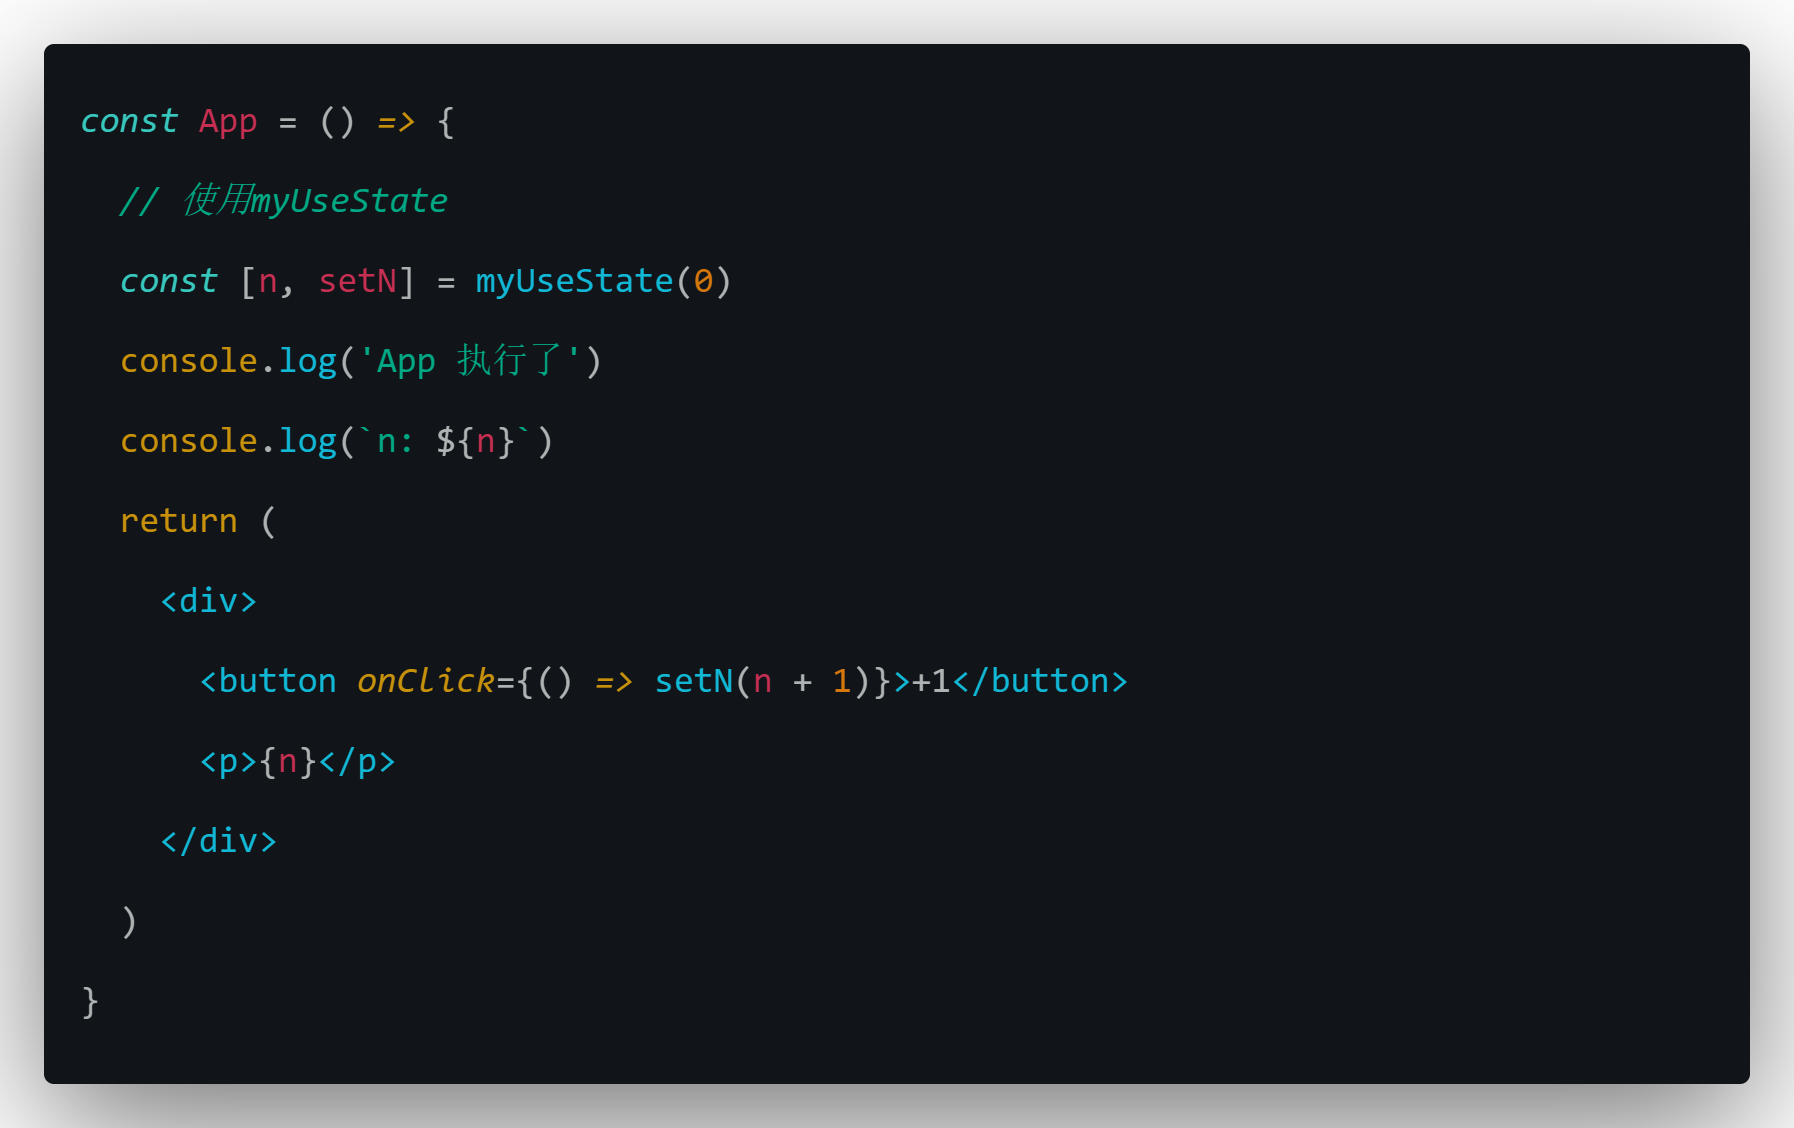 const App = () => {
  // 使用myUseState
  const [n, setN] = myUseState(0)
  console.log('App 执行了')
  console.log(`n: ${n}`)
  return (
    <div>
      <button onClick={() => setN(n + 1)}>+1</button>
      <p>{n}</p>
    </div>
  )
}